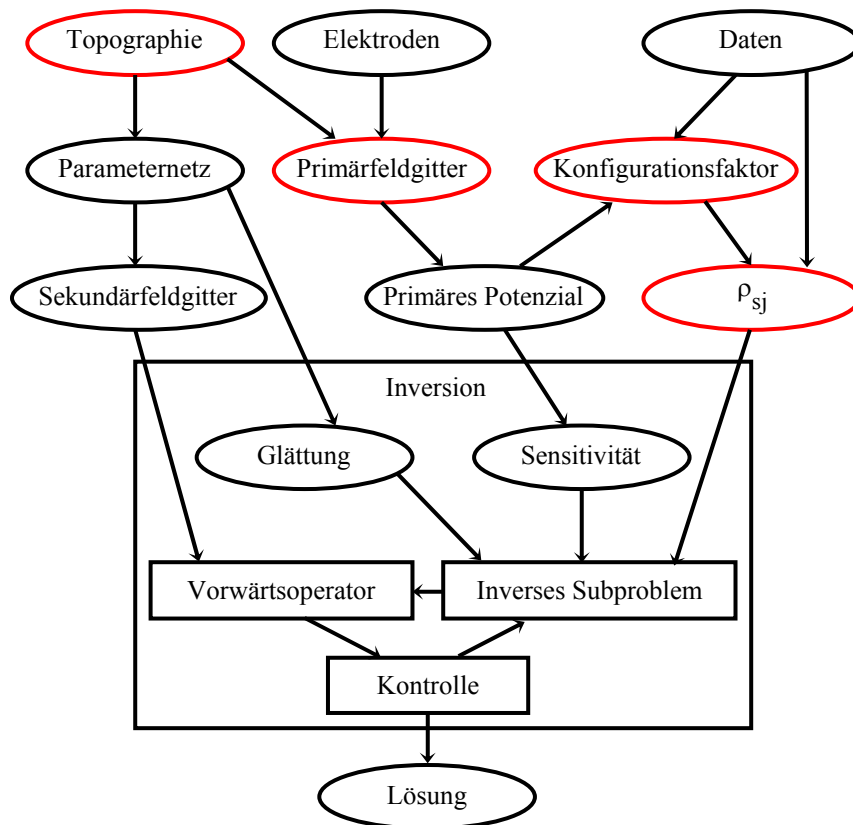 Topographie
Elektroden
Daten
Parameternetz
Primärfeldgitter
Konfigurationsfaktor
Sekundärfeldgitter
Primäres Potenzial
ρsj
Inversion
Glättung
Sensitivität
Vorwärtsoperator
Inverses Subproblem
Kontrolle
Lösung